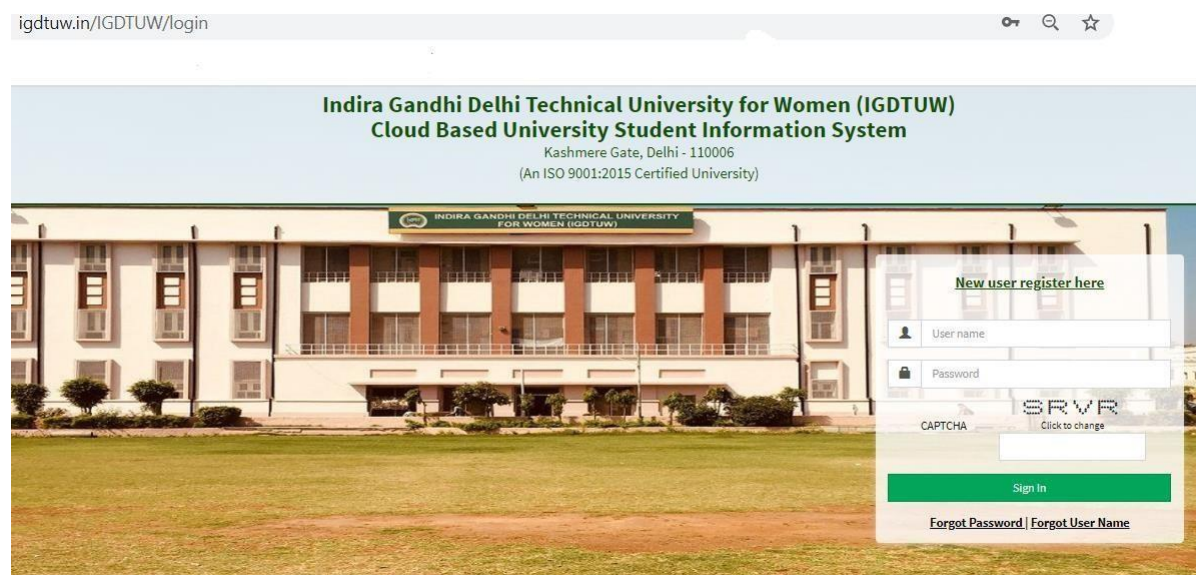 igdtuw.in/IGDTUW/login
Indira Gandhi Delhi Technical University for Women (IGDTUW)
Cloud Based University Student Information System
Kashmere Gate, Delhi - 110006
(An ISO 9001:2015 Certified University)
INDIRA GANDHI DELHI TECHNICAL UNIVERSITY
FOR WOMEN (IGDTUW)
New user register here
User name
Password
SRVR
CAPTCHA Click to change
Sign In
Forgot Password | Forgot User Name